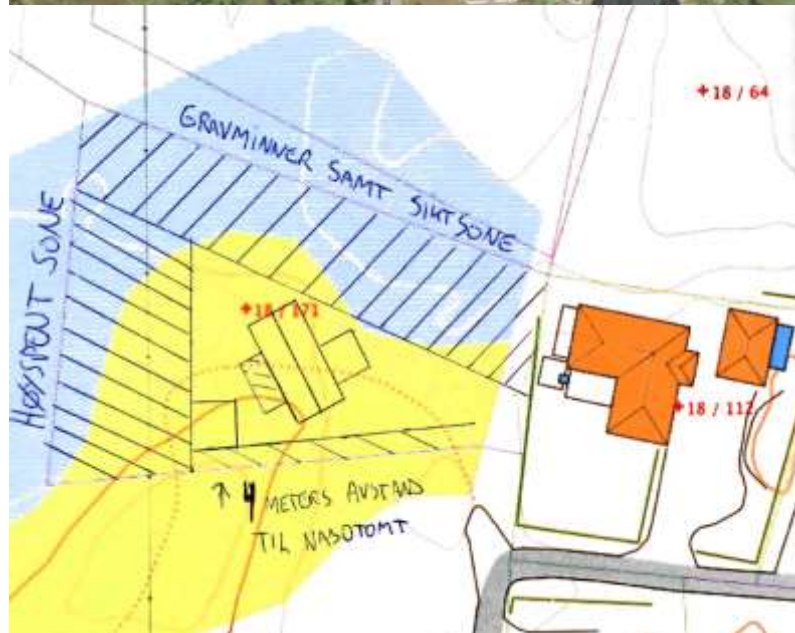 +18 / 64
GRAVMINNER SAMT SIKTSONE
HØYSPENT SONE
+18 / 171
+18 / 112
↑ 4 METERS AVSTAND
TIL NABOTOMT